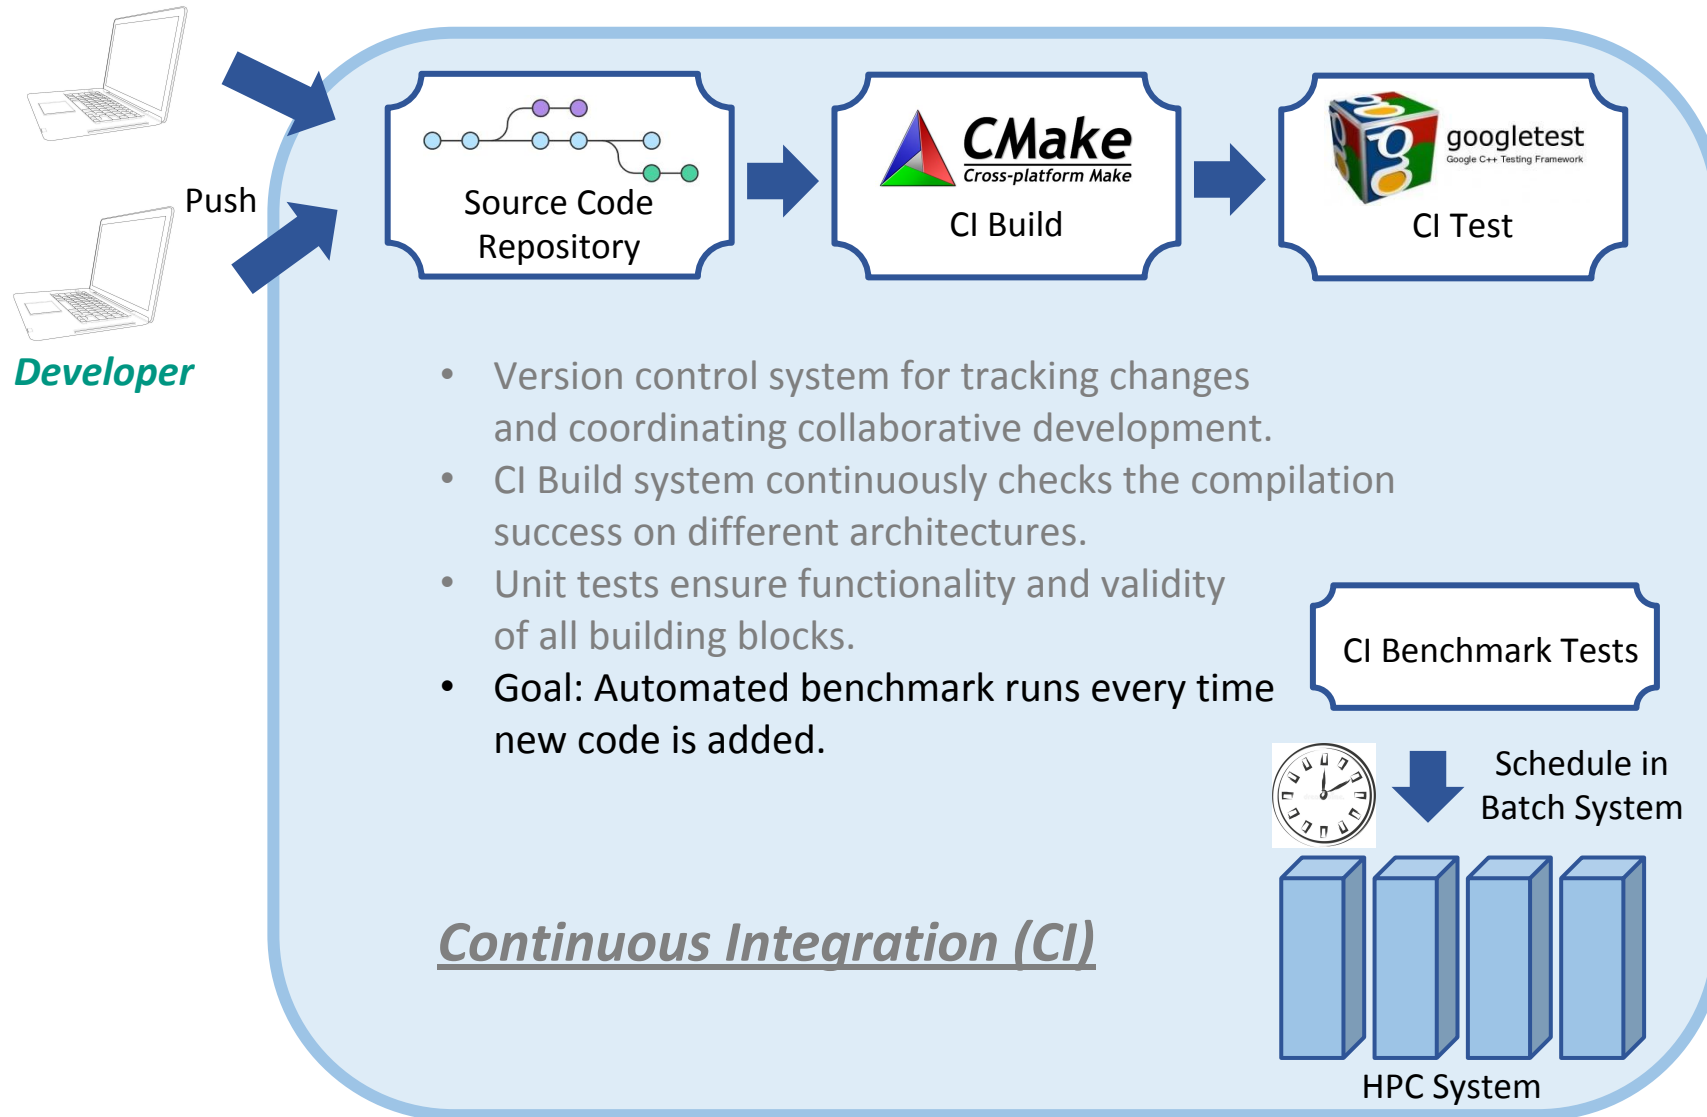 Push
Developer
Source Code
Repository
CMake
Cross-platform Make
CI Build
googletest
Google C++ Testing Framework
CI Test
• Version control system for tracking changes
and coordinating collaborative development.
• CI Build system continuously checks the compilation
success on different architectures.
• Unit tests ensure functionality and validity
of all building blocks.
• Goal: Automated benchmark runs every time
new code is added.
CI Benchmark Tests
Schedule in
Batch System
Continuous Integration (CI)
HPC System